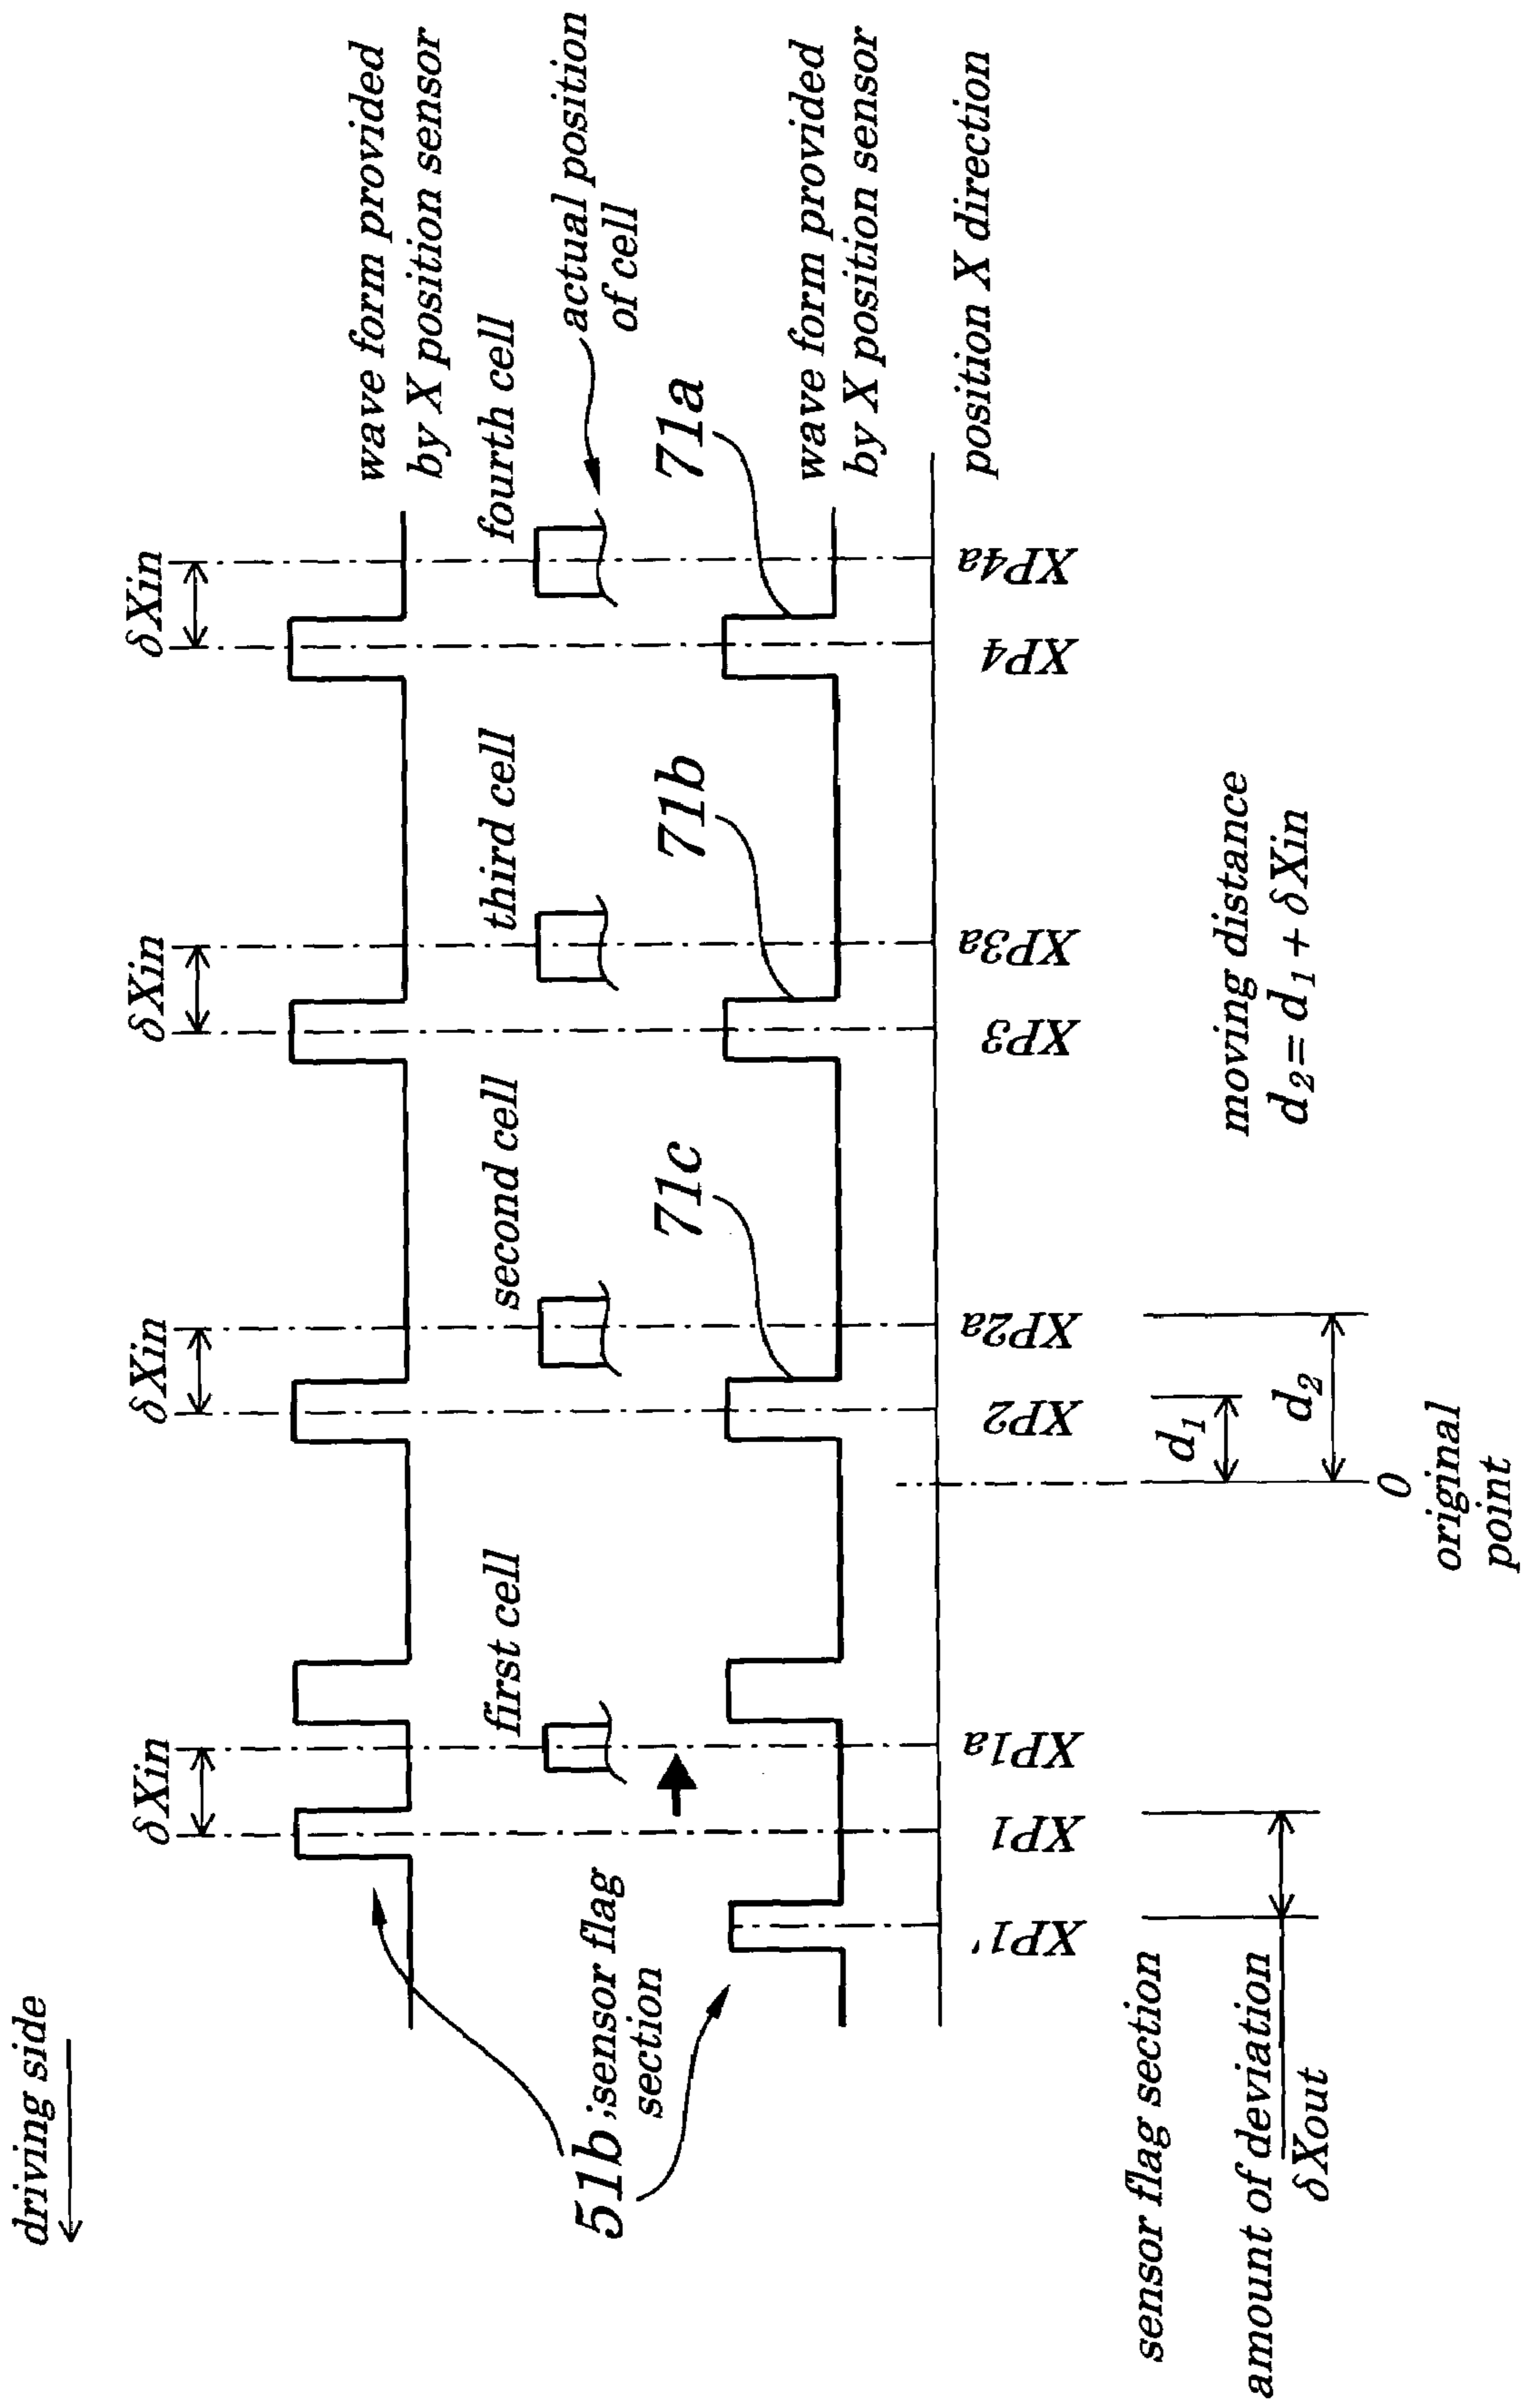 driving side
δXin
δXin
δXin
δXin
wave form provided
by X position sensor
first cell
second cell
third cell
fourth cell
actual position
of cell
51b ; sensor flag
section
71c
71b
71a
wave form provided
by X position sensor
XP1'
XP1
XP1a
XP2
XP2a
XP3
XP3a
XP4
XP4a
position X direction
sensor flag section
amount of deviation
δXout
d1
d2
0
original
point
moving distance
d2 = d1 + δXin